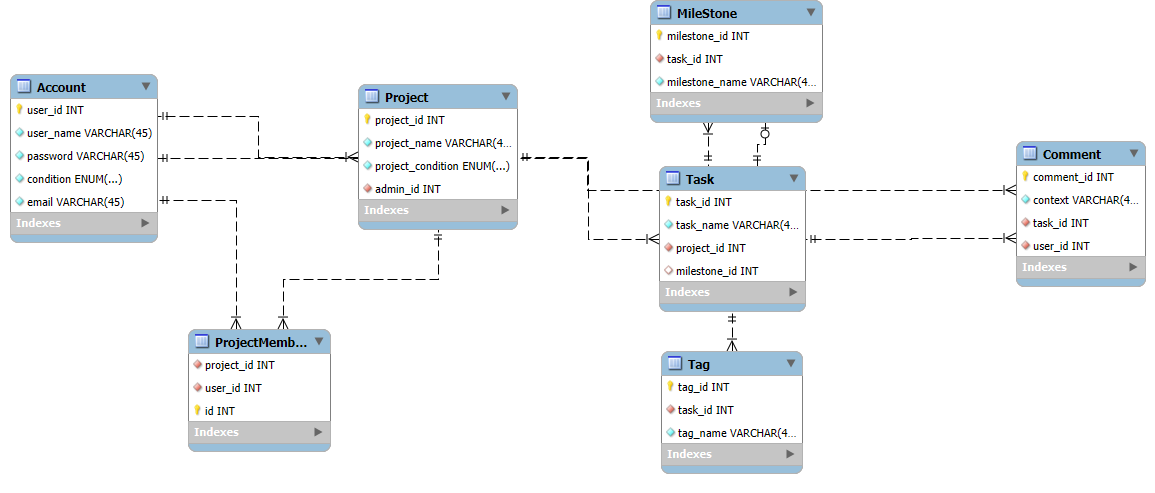 Account
user_id INT
user_name VARCHAR(45)
password VARCHAR(45)
condition ENUM(...)
email VARCHAR(45)
Indexes
Project
project_id INT
project_name VARCHAR(4...
project_condition ENUM(...)
admin_id INT
Indexes
ProjectMemb...
project_id INT
user_id INT
id INT
Indexes
MileStone
milestone_id INT
task_id INT
milestone_name VARCHAR(4...
Indexes
Task
task_id INT
task_name VARCHAR(4...
project_id INT
milestone_id INT
Indexes
Tag
tag_id INT
task_id INT
tag_name VARCHAR(4...
Indexes
Comment
comment_id INT
context VARCHAR(4...
task_id INT
user_id INT
Indexes